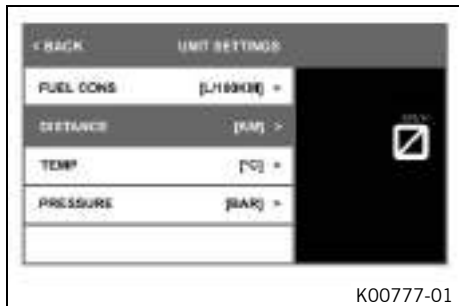 < BACK UNIT SETTINGS
FUEL CONS [L/100KM] >
DISTANCE [KM] >
TEMP [°C] >
PRESSURE [BAR] >
K00777-01